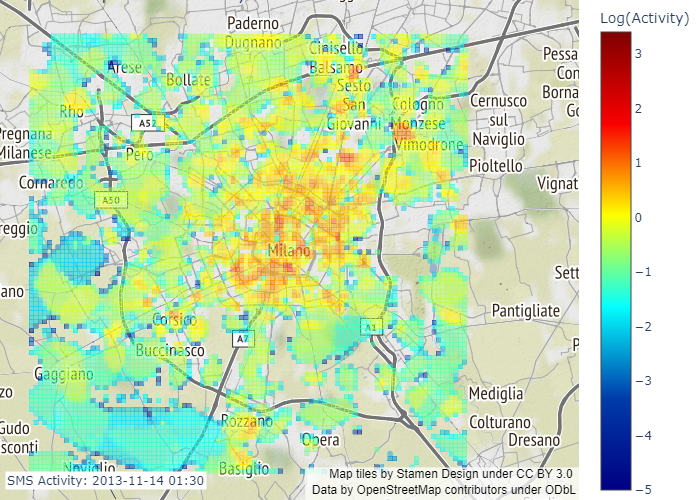 Log(Activity)
Paderno
Dugnano
Cinisello
Balsamo
Arese
Bollate
Sesto
San
Giovanni
Cologno
Monzese
Cernusco
sul
Naviglio
Pessa
Con
Borna
Go
Rho
A52
Pregnana
Milanese
Pero
Vimodrone
Pioltello
Cornaredo
A50
Vignat
reggio
Milano
Sett
ano
Pantigliate
Corsico
A7
A1
Buccinasco
P
Gaggiano
zo
Mediglia
Gudo
sconti
Rozzano
Opera
Colturano
Dresano
Noviglio
Basiglio
3
2
1
0
−1
−2
−3
−4
−5
SMS Activity: 2013-11-14 01:30
Map tiles by Stamen Design under CC BY 3.0
Data by OpenStreetMap contributors under ODbL